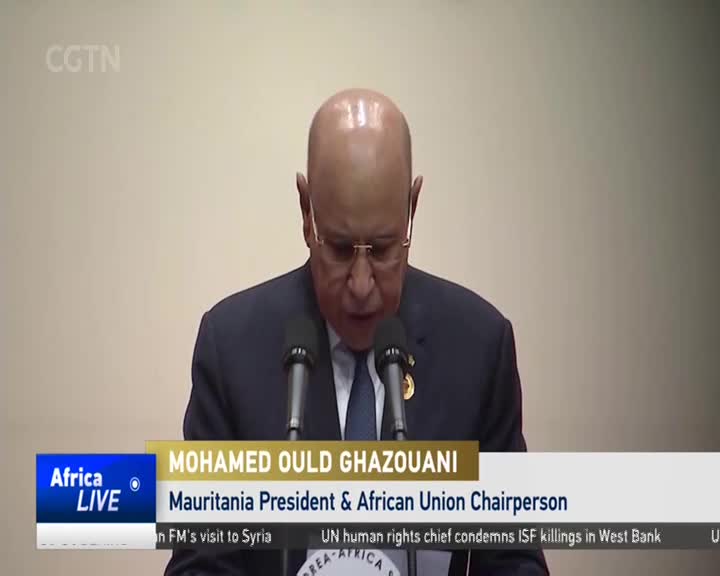 CGTN
MOHAMED OULD GHAZOUANI
Africa
LIVE
Mauritania President & African Union Chairperson
FM's visit to Syria
UN human rights chief condemns ISF killings in West Bank